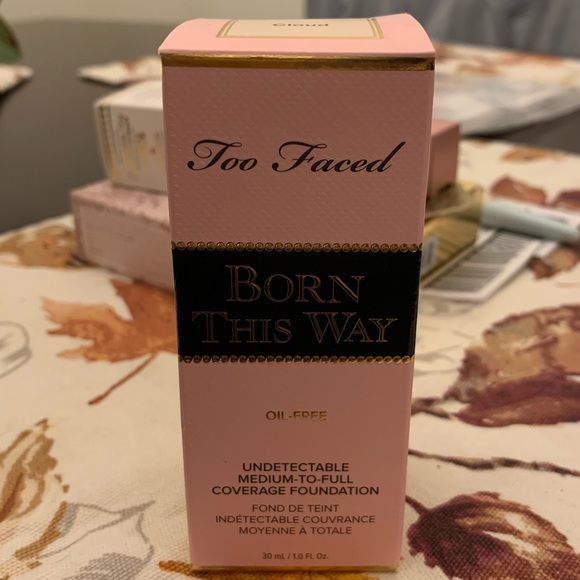 Cloud
Too Faced
BORN
THIS WAY
OIL-FREE
UNDETECTABLE
MEDIUM-TO-FULL
COVERAGE FOUNDATION
FOND DE TEINT
INDÉTECTABLE COUVRANCE
MOYENNE À TOTALE
30 mL / 1.0 FL Oz.